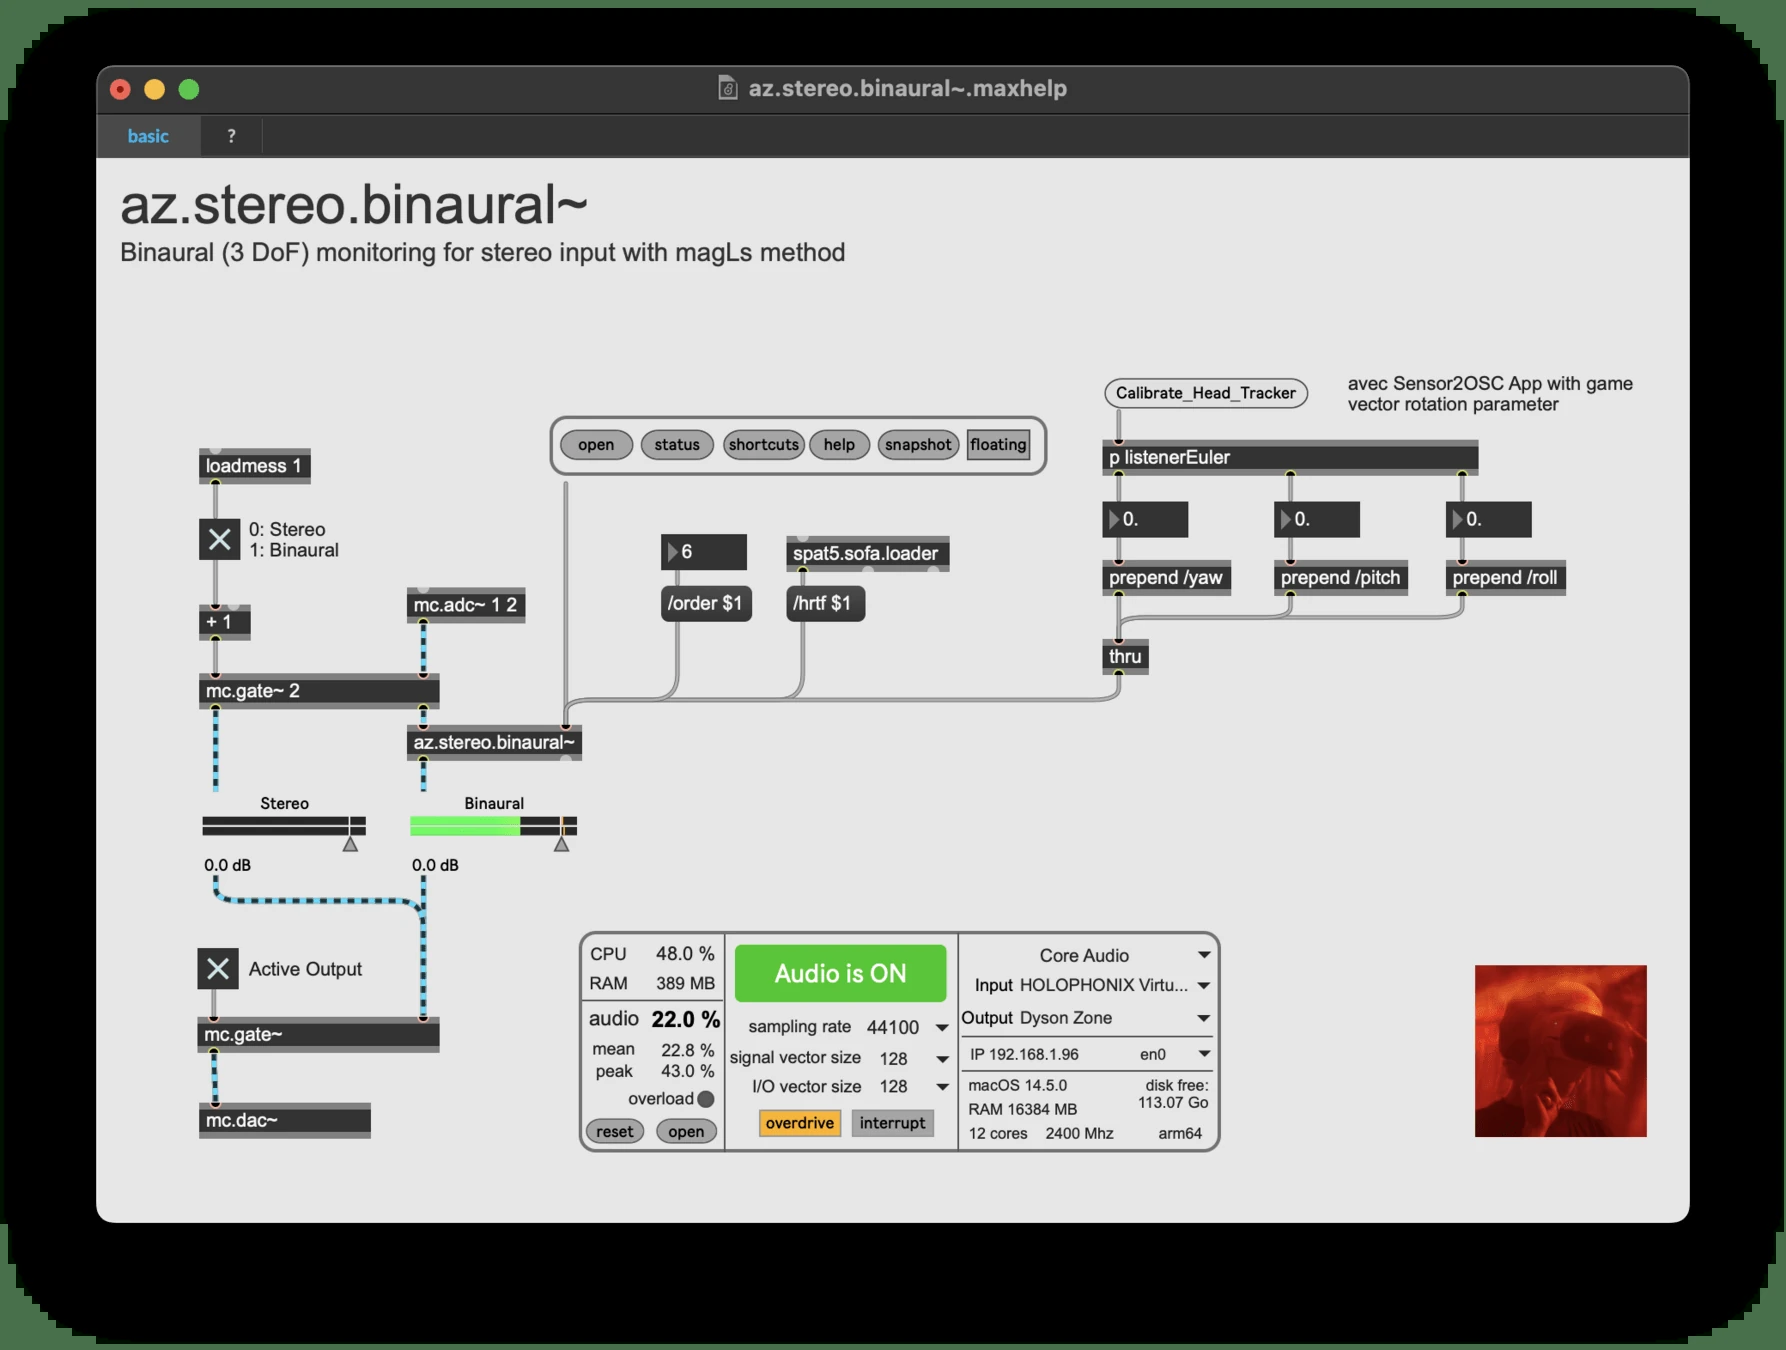 az.stereo.binaural~.maxhelp
basic
?
az.stereo.binaural~
Binaural (3 DoF) monitoring for stereo input with magLs method
Calibrate_Head_Tracker
avec Sensor2OSC App with game
vector rotation parameter
open
status
shortcuts
help
snapshot
floating
p listenerEuler
loadmess 1
0: Stereo
1: Binaural
0.
0.
0.
6
spat5.sofa.loader
prepend /yaw
prepend /pitch
prepend /roll
/order $1
/hrtf $1
mc.adc~ 1 2
+ 1
thru
mc.gate~ 2
az.stereo.binaural~
Stereo
Binaural
0.0 dB
0.0 dB
Active Output
mc.gate~
mc.dac~
CPU 48.0 %
RAM 389 MB
audio 22.0 %
mean 22.8 %
peak 43.0 %
overload
reset
open
Audio is ON
sampling rate 44100
signal vector size 128
I/O vector size 128
overdrive
interrupt
Core Audio
Input HOLOPHONIX Virtu...
Output Dyson Zone
IP 192.168.1.96 en0
macOS 14.5.0 disk free:
RAM 16384 MB 113.07 Go
12 cores 2400 Mhz arm64